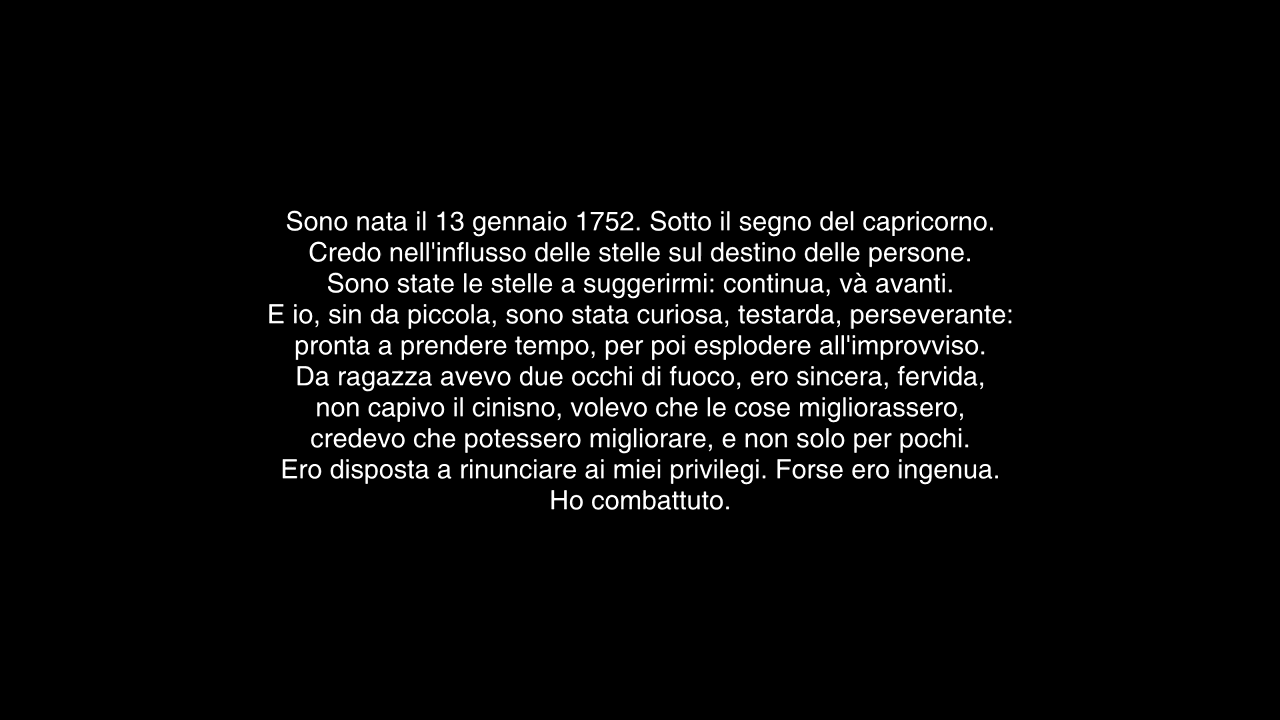 Sono nata il 13 gennaio 1752. Sotto il segno del capricorno.
Credo nell'influsso delle stelle sul destino delle persone.
Sono state le stelle a suggerirmi: continua, và avanti.
E io, sin da piccola, sono stata curiosa, testarda, perseverante:
pronta a prendere tempo, per poi esplodere all'improvviso.
Da ragazza avevo due occhi di fuoco, ero sincera, fervida,
non capivo il cinisno, volevo che le cose migliorassero,
credevo che potessero migliorare, e non solo per pochi.
Ero disposta a rinunciare ai miei privilegi. Forse ero ingenua.
Ho combattuto.